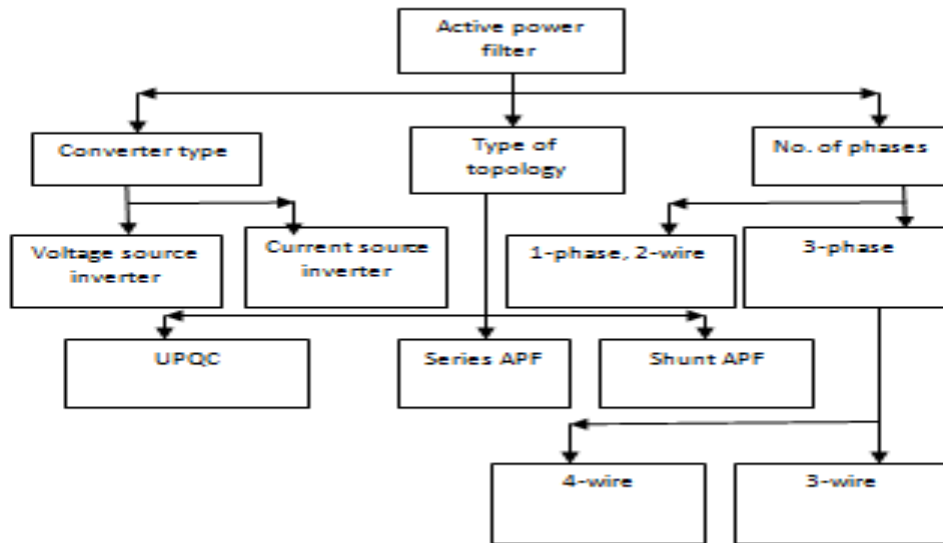 Active power
filter
Converter type
Type of
topology
No. of phases
Voltage source
inverter
Current source
inverter
1-phase, 2-wire
3-phase
UPQC
Series APF
Shunt APF
4-wire
3-wire